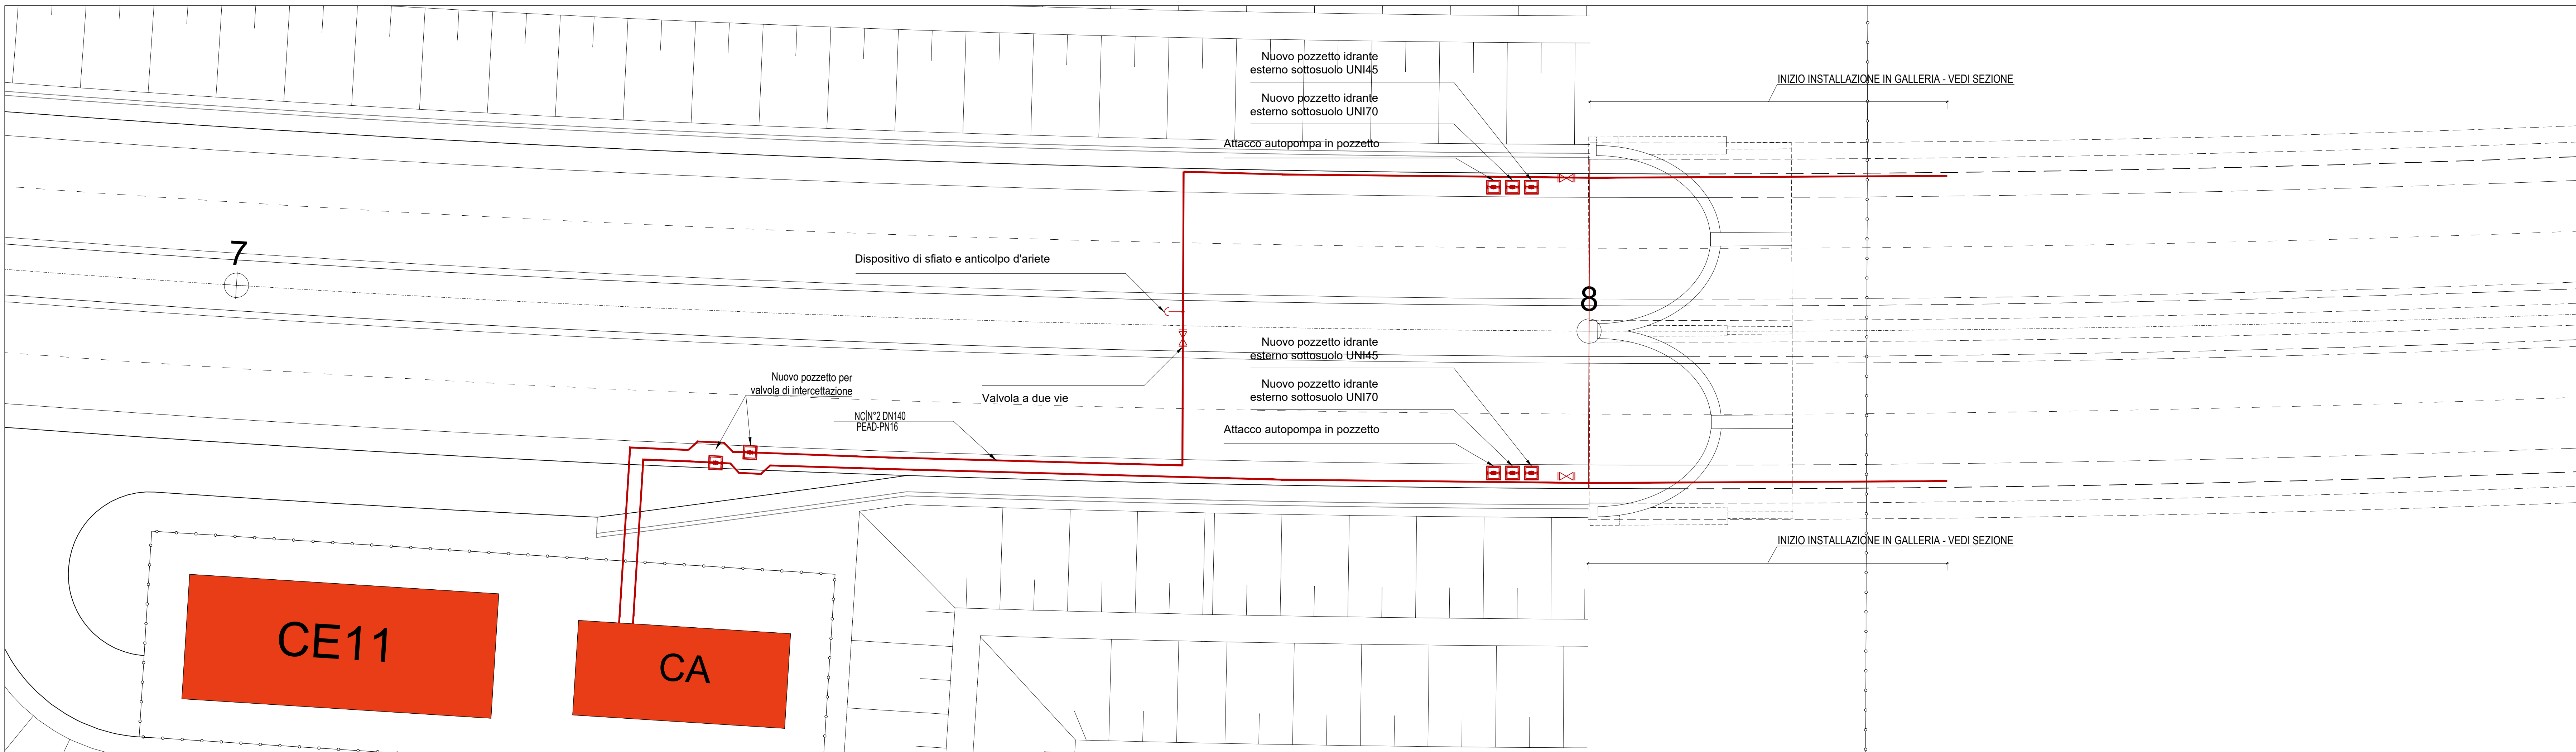 Nuovo pozzetto idrante
esterno sottosuolo UNI45
INIZIO INSTALLAZIONE IN GALLERIA - VEDI SEZIONE
Nuovo pozzetto idrante
esterno sottosuolo UNI70
Attacco autopompa in pozzetto
7
Dispositivo di sfiato e anticolpo d'ariete
8
Nuovo pozzetto idrante
esterno sottosuolo UNI45
Nuovo pozzetto per
valvola di intercettazione
Nuovo pozzetto idrante
esterno sottosuolo UNI70
Valvola a due vie
NC N°2 DN140
PEAD-PN16
Attacco autopompa in pozzetto
INIZIO INSTALLAZIONE IN GALLERIA - VEDI SEZIONE
CE11
CA